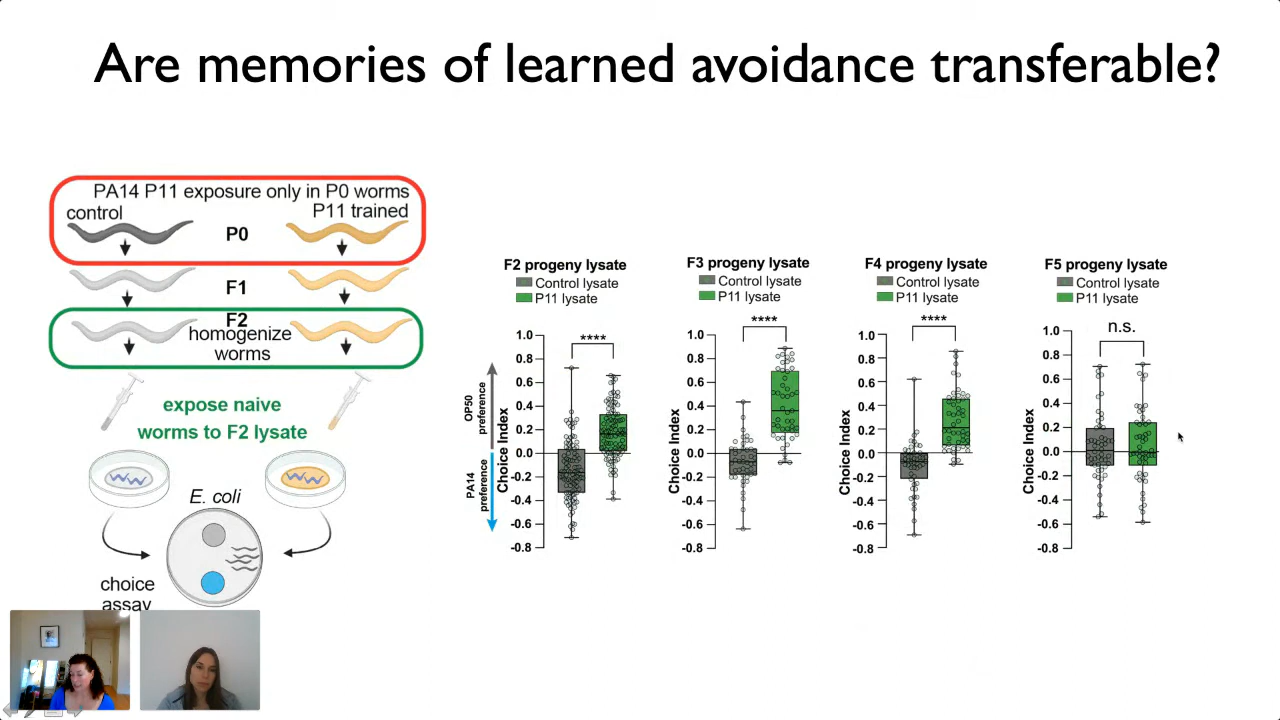 Are memories of learned avoidance transferable?
PA14 P11 exposure only in P0 worms
control
P11 trained
P0
F1
F2
homogenize
worms
expose naive
worms to F2 lysate
E. coli
choice
assay
F2 progeny lysate
Control lysate
P11 lysate
****
OP50
preference
PA14
preference
Choice Index
1.0
0.8
0.6
0.4
0.2
0.0
-0.2
-0.4
-0.6
-0.8
F3 progeny lysate
Control lysate
P11 lysate
****
Choice Index
1.0
0.8
0.6
0.4
0.2
0.0
-0.2
-0.4
-0.6
-0.8
F4 progeny lysate
Control lysate
P11 lysate
****
Choice Index
1.0
0.8
0.6
0.4
0.2
0.0
-0.2
-0.4
-0.6
-0.8
F5 progeny lysate
Control lysate
P11 lysate
n.s.
Choice Index
1.0
0.8
0.6
0.4
0.2
0.0
-0.2
-0.4
-0.6
-0.8